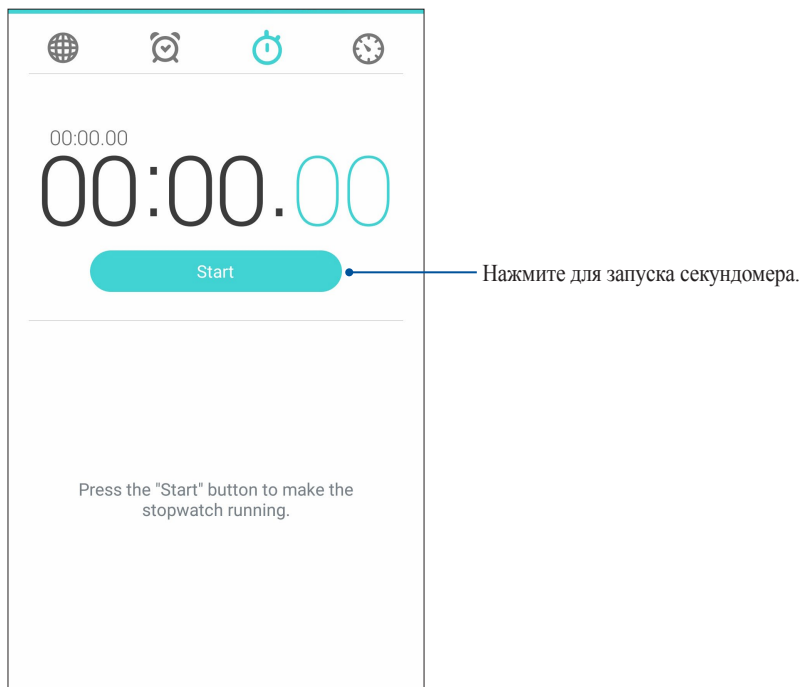 00:00.00
00:00.00
Start
Нажмите для запуска секундомера.
Press the "Start" button to make the
stopwatch running.